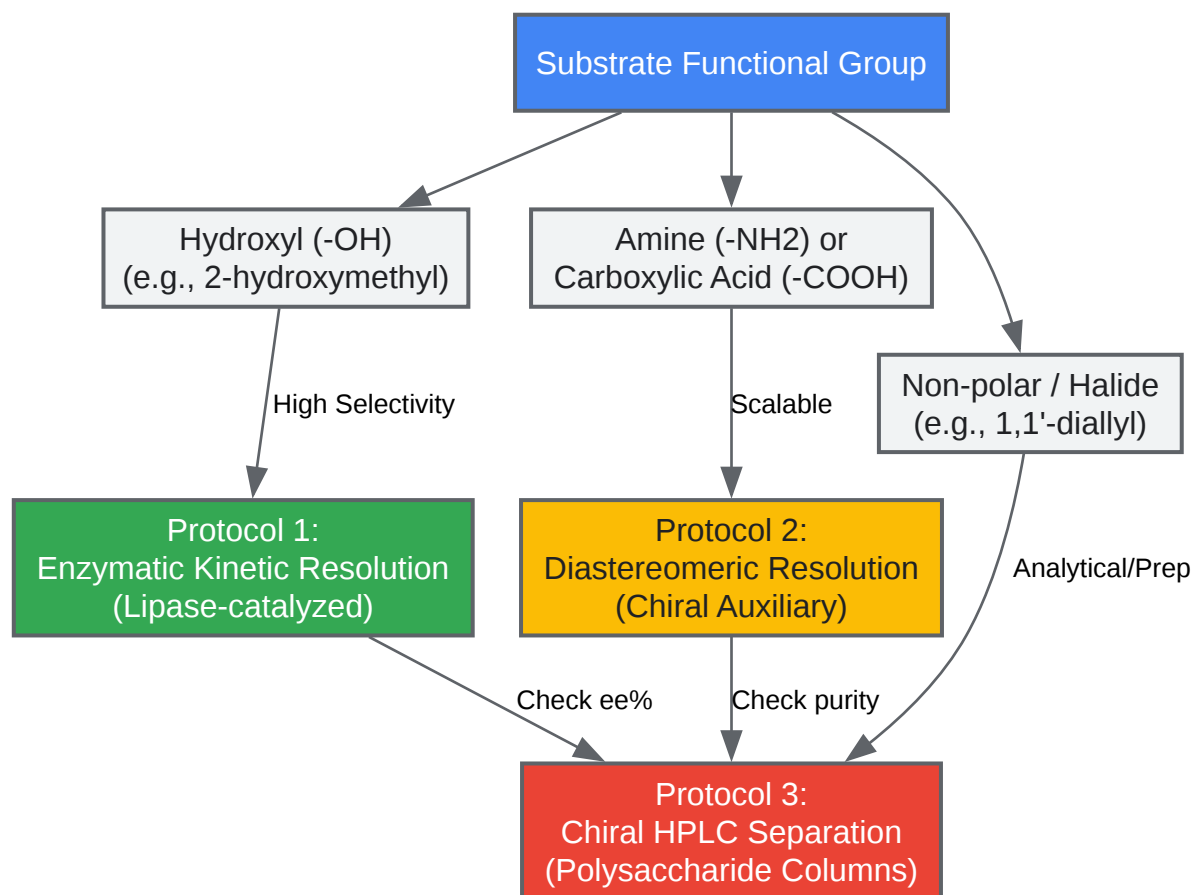 Substrate Functional Group
Hydroxyl (-OH)
(e.g., 2-hydroxymethyl)
Amine (-NH2) or
Carboxylic Acid (-COOH)
Non-polar / Halide
(e.g., 1,1'-diallyl)
High Selectivity
Scalable
Protocol 1:
Enzymatic Kinetic Resolution
(Lipase-catalyzed)
Protocol 2:
Diastereomeric Resolution
(Chiral Auxiliary)
Analytical/Prep
Check ee%
Check purity
Protocol 3:
Chiral HPLC Separation
(Polysaccharide Columns)